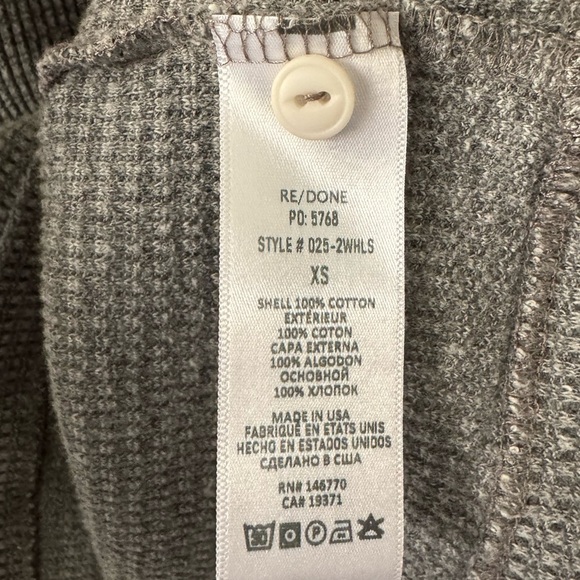 RE/DONE
PO: 5768
STYLE # 025-2WHLS
XS
SHELL 100% COTTON
EXTÉRIEUR
100% COTON
CAPA EXTERNA
100% ALGODON
ОСНОВНОЙ
100% ХЛОПОК
MADE IN USA
FABRIQUÉ EN ETATS UNIS
HECHO EN ESTADOS UNIDOS
СДЕЛАНО В США
RN# 146770
CA# 19371
P